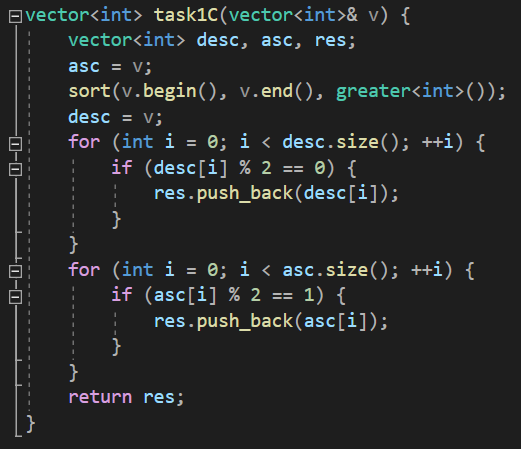 vector<int> task1C(vector<int>& v) {
    vector<int> desc, asc, res;
    asc = v;
    sort(v.begin(), v.end(), greater<int>());
    desc = v;
    for (int i = 0; i < desc.size(); ++i) {
        if (desc[i] % 2 == 0) {
            res.push_back(desc[i]);
        }
    }
    for (int i = 0; i < asc.size(); ++i) {
        if (asc[i] % 2 == 1) {
            res.push_back(asc[i]);
        }
    }
    return res;
}